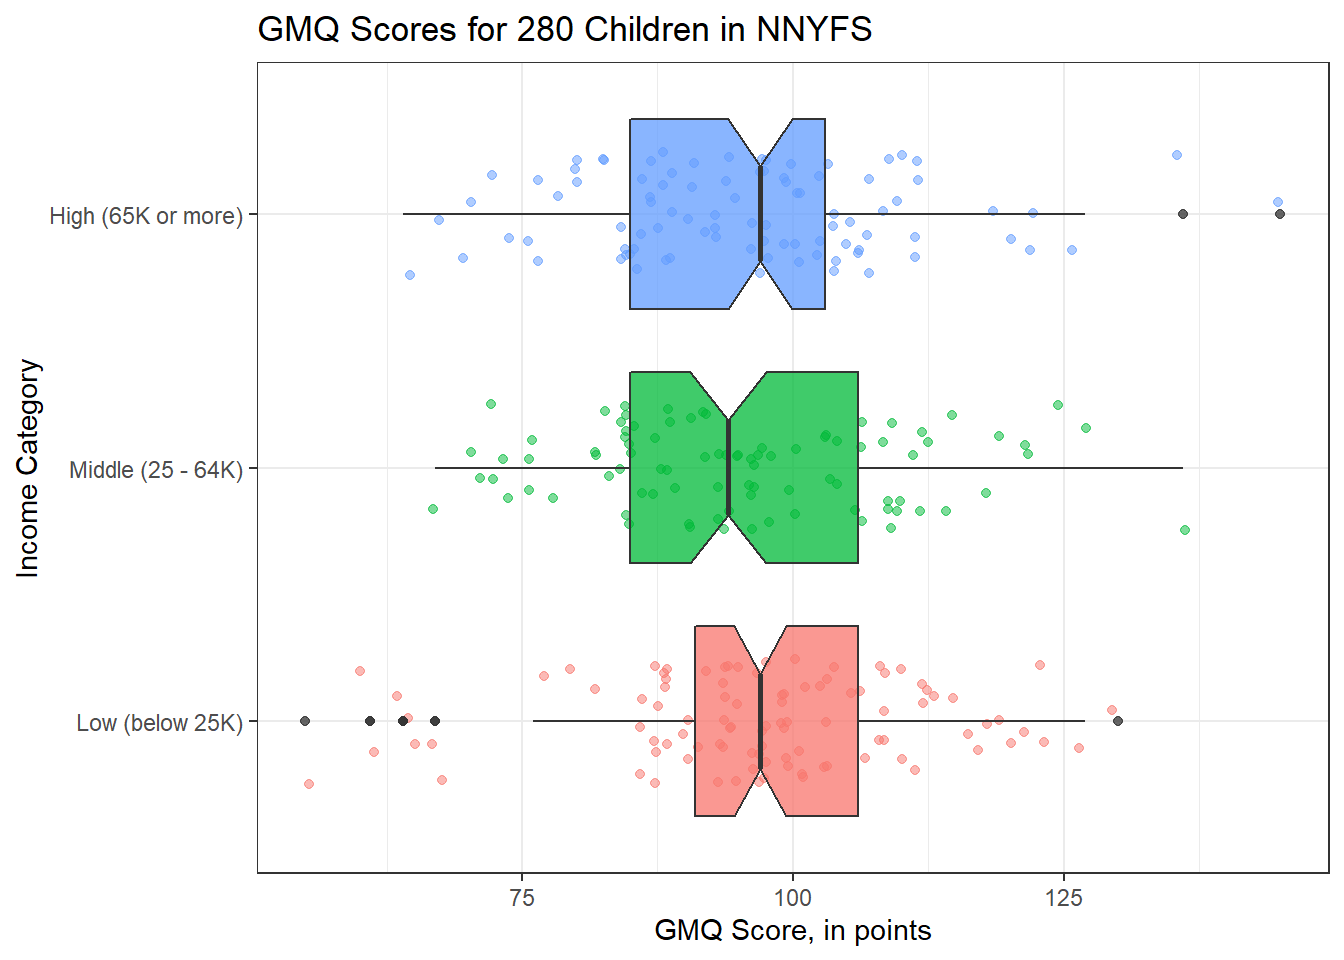 GMQ Scores for 280 Children in NNYFS
Income Category
High (65K or more)
Middle (25 - 64K)
Low (below 25K)
75
100
125
GMQ Score, in points